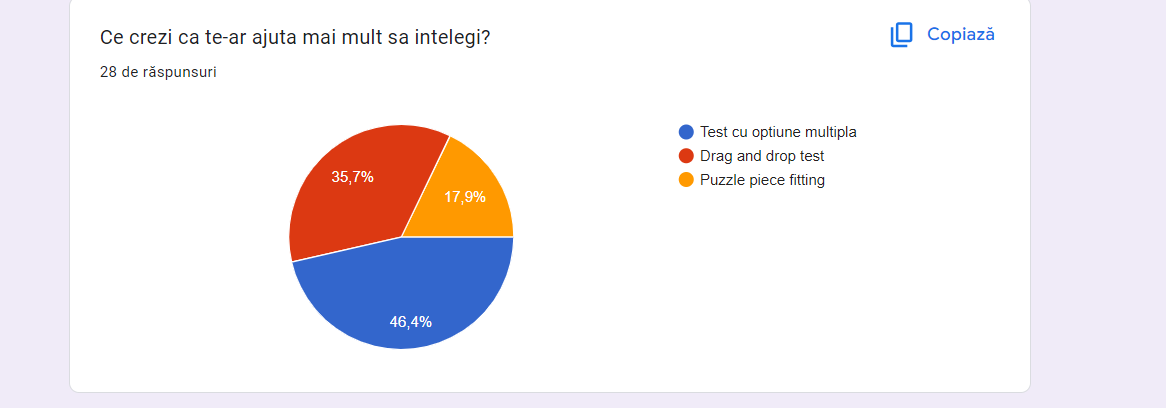 Ce crezi ca te-ar ajuta mai mult sa intelegi?
Copiază
28 de răspunsuri
Test cu optiune multipla
Drag and drop test
Puzzle piece fitting
35,7%
17,9%
46,4%